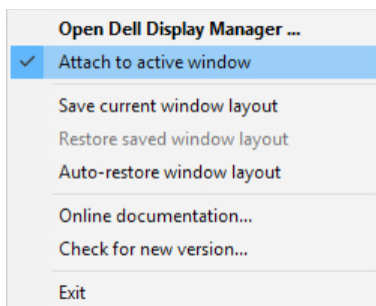 Open Dell Display Manager ...
Attach to active window
Save current window layout
Restore saved window layout
Auto-restore window layout
Online documentation...
Check for new version...
Exit